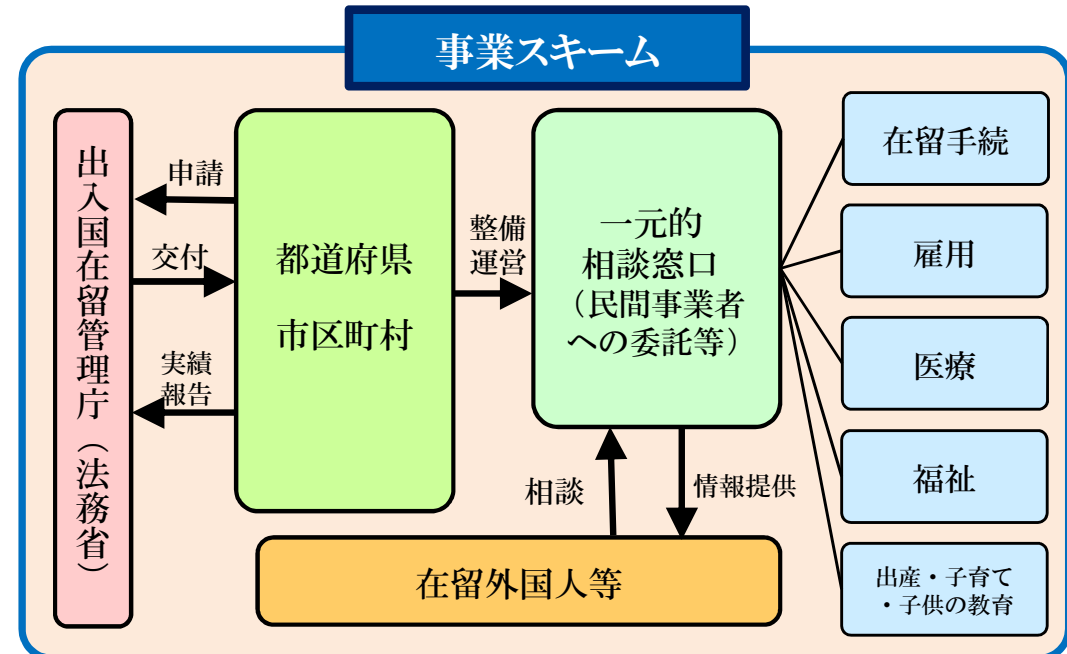 事業スキーム
出入国在留管理庁（法務省）
申請
交付
実績
報告
都道府県
市区町村
整備
運営
一元的
相談窓口
（民間事業者
への委託等）
相談
情報提供
在留外国人等
在留手続
雇用
医療
福祉
出産・子育て
・子供の教育